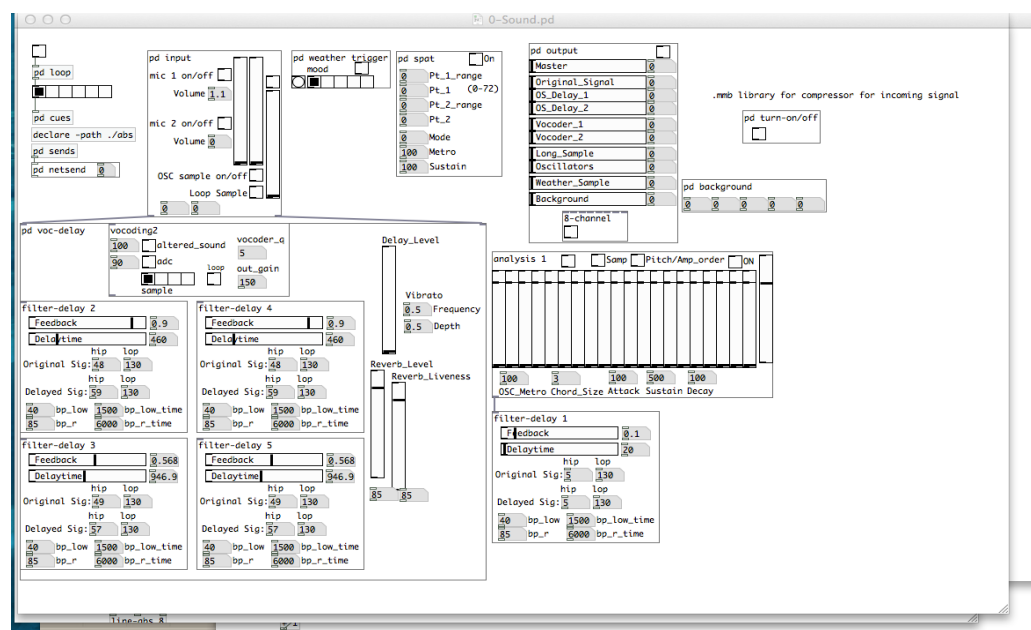 0-Sound.pd
pd loop
pd cues
declare -path ./abs
pd sends
pd netsend 0
pd input
mic 1 on/off
Volume 1.1
mic 2 on/off
Volume 0
OSC sample on/off
Loop Sample
0 0
pd weather trigger
mood
pd spat On
0 Pt_1_range
0 Pt_1 (0-72)
0 Pt_2_range
0 Pt_2
0 Mode
100 Metro
100 Sustain
pd output
Master 0
Original_Signal 0
OS_Delay_1 0
OS_Delay_2 0
Vocoder_1 0
Vocoder_2 0
Long_Sample 0
Oscillators 0
Weather_Sample 0
Background 0
8-channel
.mmb library for compressor for incoming signal
pd turn-on/off
pd background
0 0 0 0 0
pd voc-delay
vocoding2
100 altered_sound
90 adc
sample
loop
vocoder_q
5
out_gain
150
Delay_Level
Vibrato
0.5 Frequency
0.5 Depth
Reverb_Level
Reverb_Liveness
85 85
filter-delay 2
Feedback 0.9
Delaytime 460
hip lop
Original Sig: 48 130
hip lop
Delayed Sig: 59 130
40 bp_low 1500 bp_low_time
85 bp_r 6000 bp_r_time
filter-delay 4
Feedback 0.9
Delaytime 460
hip lop
Original Sig: 48 130
hip lop
Delayed Sig: 59 130
40 bp_low 1500 bp_low_time
85 bp_r 6000 bp_r_time
filter-delay 3
Feedback 0.568
Delaytime 946.9
hip lop
Original Sig: 49 130
hip lop
Delayed Sig: 57 130
40 bp_low 1500 bp_low_time
85 bp_r 6000 bp_r_time
filter-delay 5
Feedback 0.568
Delaytime 946.9
hip lop
Original Sig: 49 130
hip lop
Delayed Sig: 57 130
40 bp_low 1500 bp_low_time
85 bp_r 6000 bp_r_time
analysis 1 Samp Pitch/Amp_order ON
100 3 100 500 100
OSC_Metro Chord_Size Attack Sustain Decay
filter-delay 1
Feedback 0.1
Delaytime 20
hip lop
Original Sig: 5 130
hip lop
Delayed Sig: 5 130
40 bp_low 1500 bp_low_time
85 bp_r 6000 bp_r_time
line-abs 8